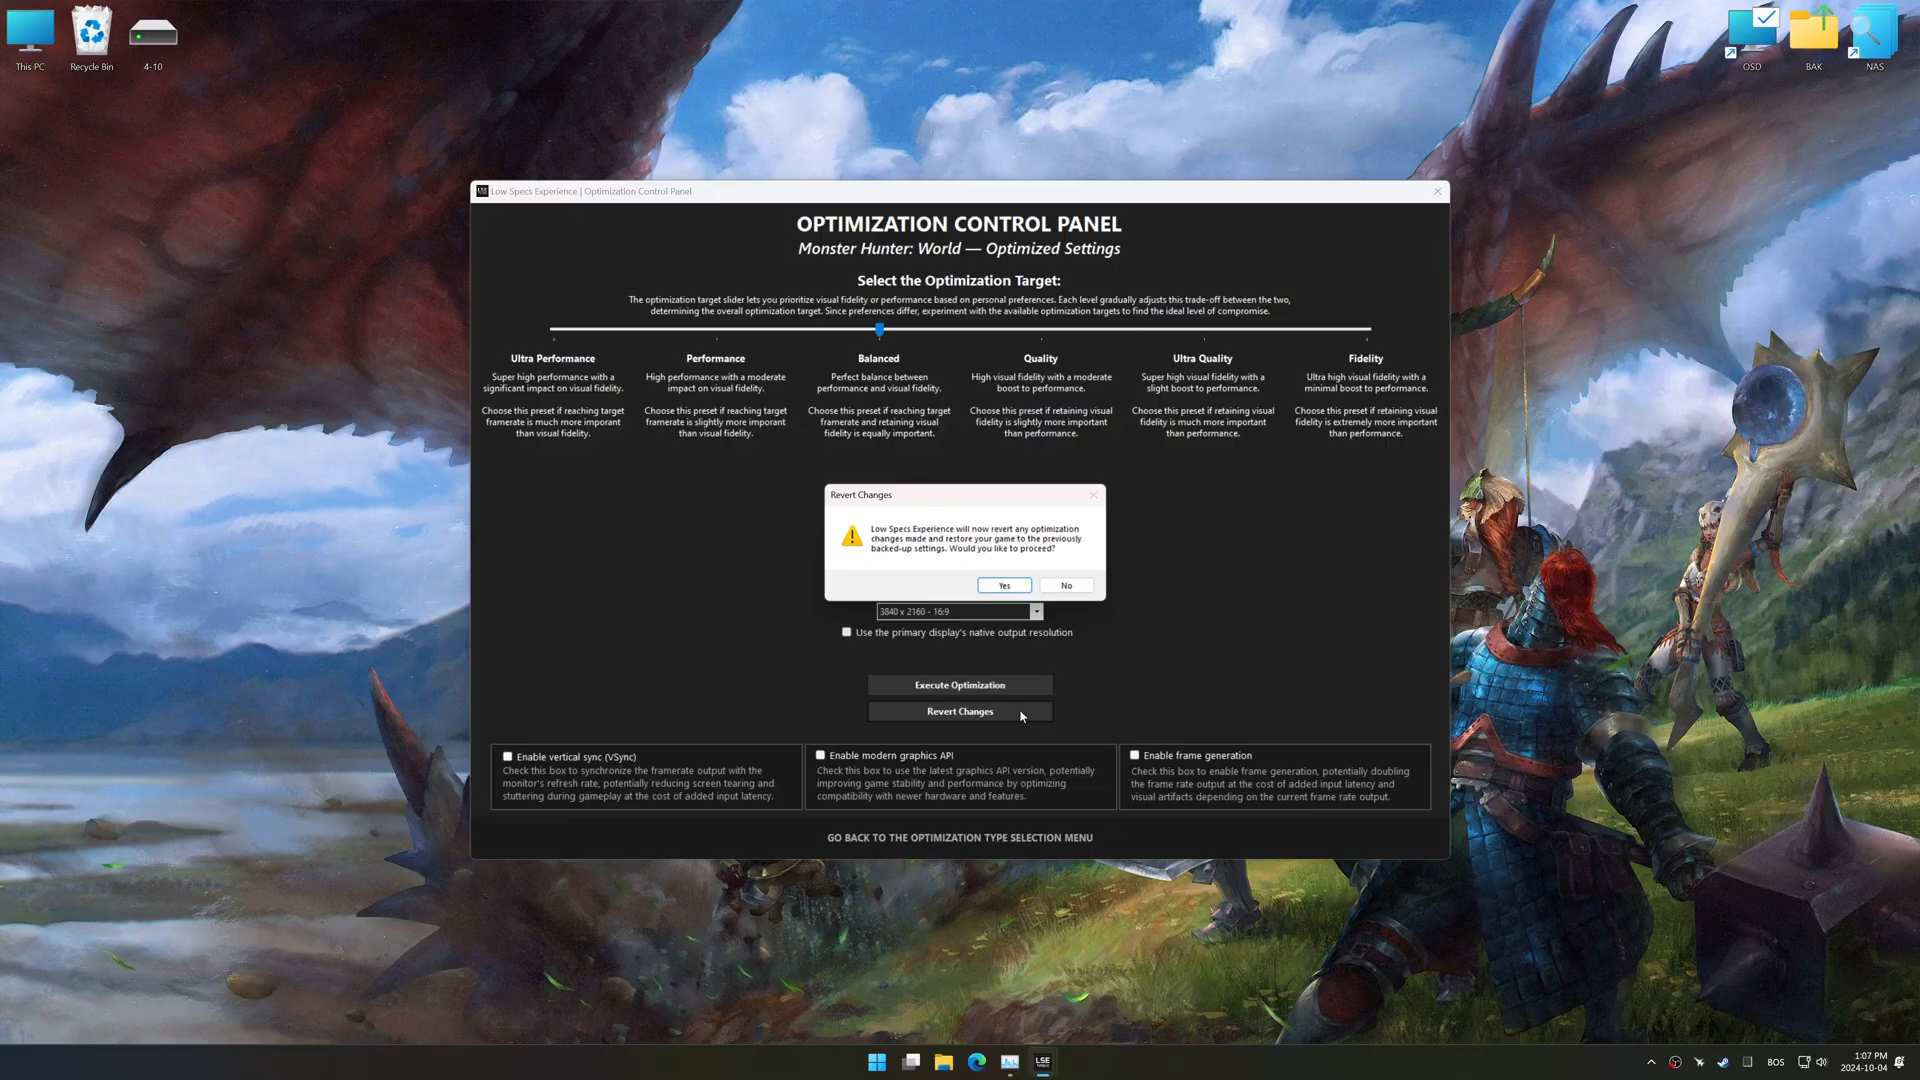 This PC
Recycle Bin
4-10
OSD
BAK
NAS
LSE
Low Specs Experience | Optimization Control Panel
OPTIMIZATION CONTROL PANEL
Monster Hunter: World — Optimized Settings
Select the Optimization Target:
The optimization target slider lets you prioritize visual fidelity or performance based on personal preferences. Each level gradually adjusts this trade-off between the two,
determining the overall optimization target. Since preferences differ, experiment with the available optimization targets to find the ideal level of compromise.
Ultra Performance
Super high performance with a
significant impact on visual fidelity.
Choose this preset if reaching target
framerate is much more imporant
than visual fidelity.
Performance
High performance with a moderate
impact on visual fidelity.
Choose this preset if reaching target
framerate is slightly more imporant
than visual fidelity.
Balanced
Perfect balance between
performance and visual fidelity.
Choose this preset if reaching target
framerate and retaining visual
fidelity is equally important.
Quality
High visual fidelity with a moderate
boost to performance.
Choose this preset if retaining visual
fidelity is slightly more important
than performance.
Ultra Quality
Super high visual fidelity with a
slight boost to performance.
Choose this preset if retaining visual
fidelity is much more important
than performance.
Fidelity
Ultra high visual fidelity with a
minimal boost to performance.
Choose this preset if retaining visual
fidelity is extremely more important
than performance.
Revert Changes
Low Specs Experience will now revert any optimization
changes made and restore your game to the previously
backed-up settings. Would you like to proceed?
Yes
No
3840 x 2160 - 16:9
Use the primary display's native output resolution
Execute Optimization
Revert Changes
Enable vertical sync (VSync)
Check this box to synchronize the framerate output with the
monitor's refresh rate, potentially reducing screen tearing and
stuttering during gameplay at the cost of added input latency.
Enable modern graphics API
Check this box to use the latest graphics API version, potentially
improving game stability and performance by optimizing
compatibility with newer hardware and features.
Enable frame generation
Check this box to enable frame generation, potentially doubling
the frame rate output at the cost of added input latency and
visual artifacts depending on the current frame rate output.
GO BACK TO THE OPTIMIZATION TYPE SELECTION MENU
LSE
BOS
1:07 PM
2024-10-04